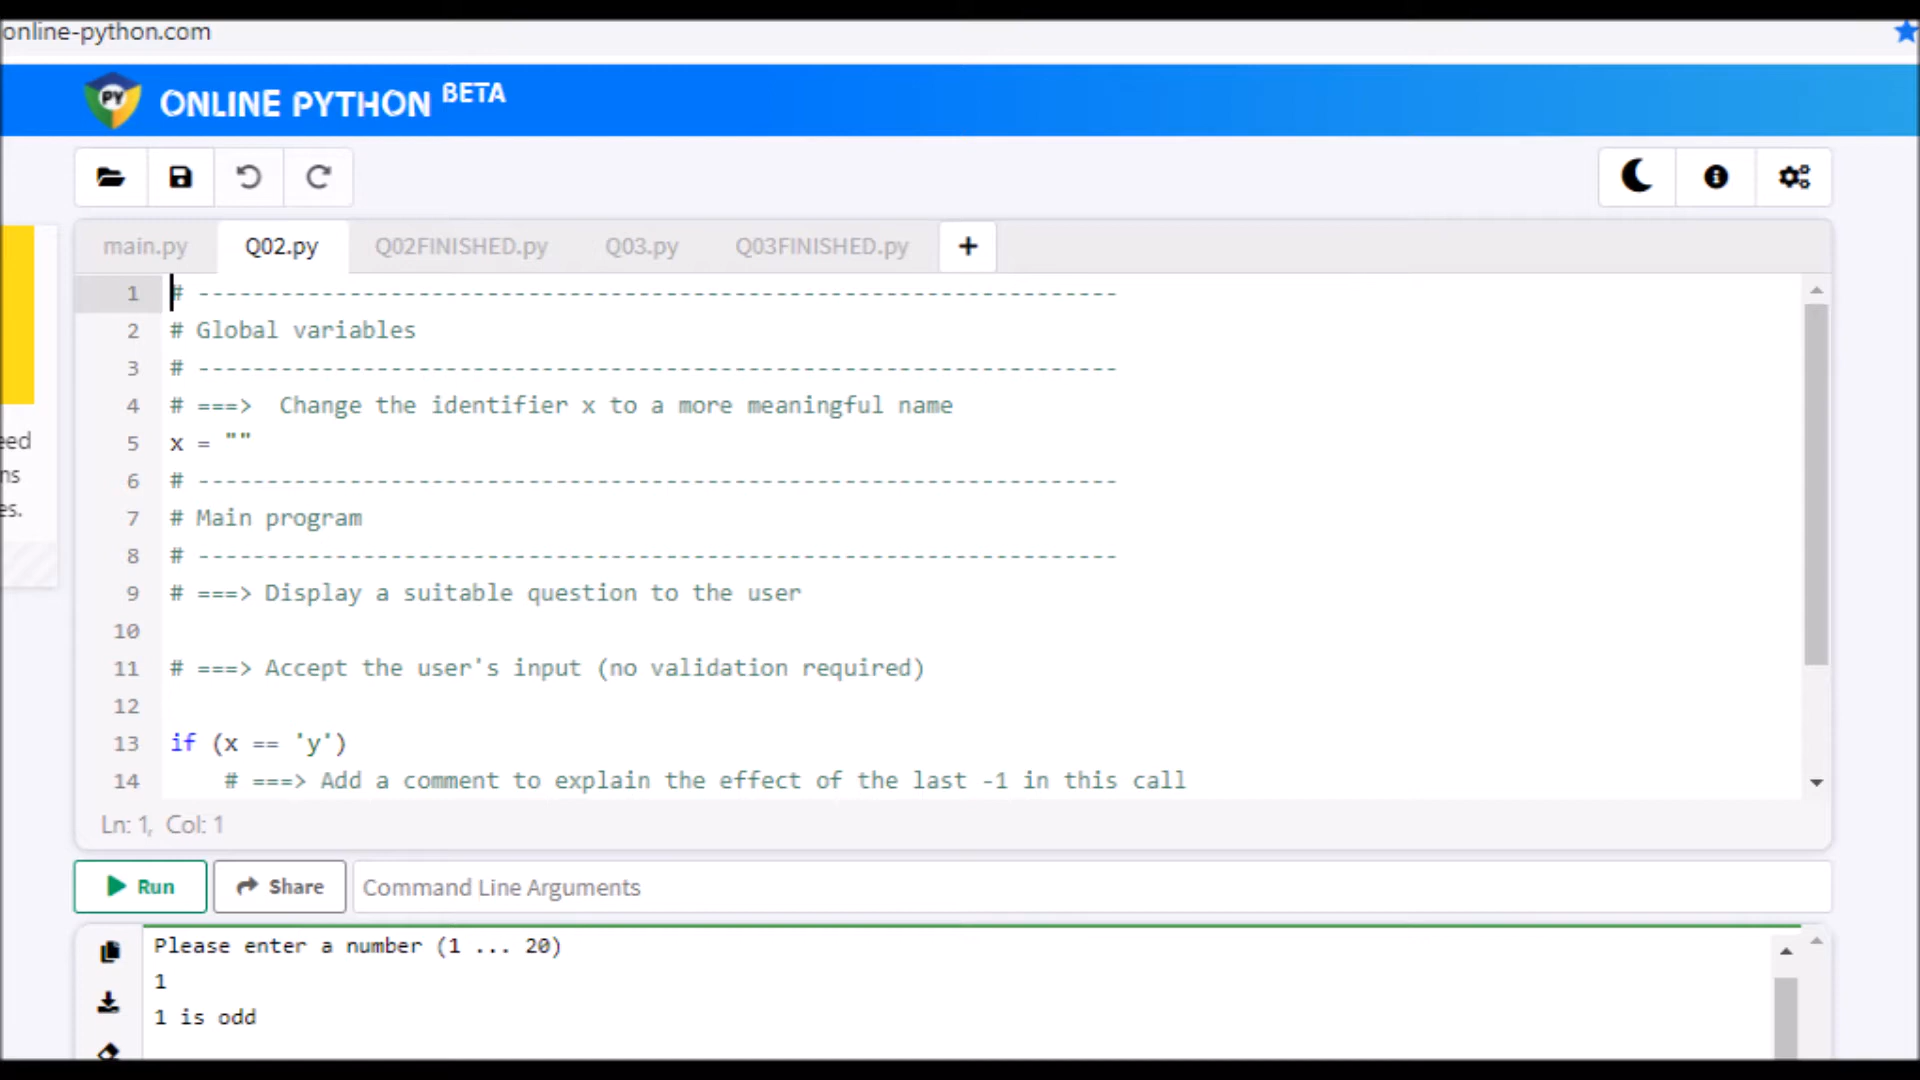 online-python.com
PY
ONLINE PYTHON BETA
main.py Q02.py Q02FINISHED.py Q03.py Q03FINISHED.py +
1 # -------------------------------------------------------------------
2 # Global variables
3 # -------------------------------------------------------------------
4 # ===>  Change the identifier x to a more meaningful name
5 x = ""
6 # -------------------------------------------------------------------
7 # Main program
8 # -------------------------------------------------------------------
9 # ===> Display a suitable question to the user
10
11 # ===> Accept the user's input (no validation required)
12
13 if (x == 'y')
14     # ===> Add a comment to explain the effect of the last -1 in this call
Ln: 1, Col: 1
Run Share Command Line Arguments
Please enter a number (1 ... 20)
1
1 is odd